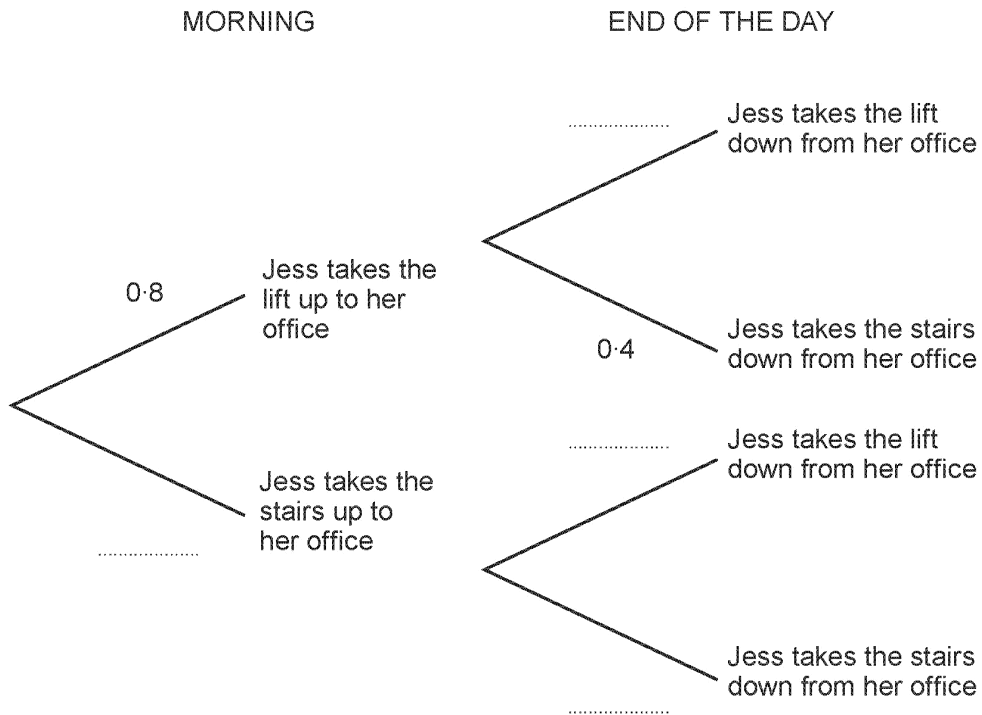 MORNING
END OF THE DAY
Jess takes the lift
down from her office
0·8
Jess takes the
lift up to her
office
0·4
Jess takes the stairs
down from her office
Jess takes the lift
down from her office
Jess takes the
stairs up to
her office
Jess takes the stairs
down from her office